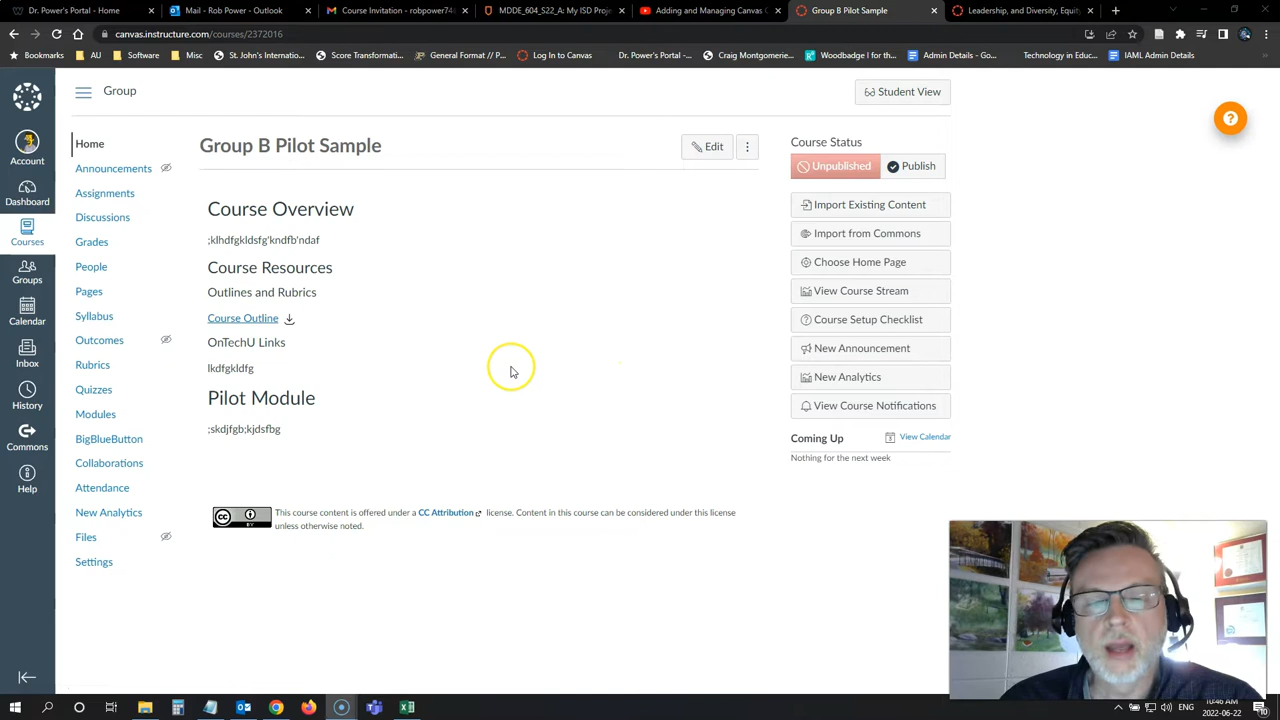 Dr. Power's Portal - Home
Mail - Rob Power - Outlook
Course Invitation - robpower74
MDDE_604_S22_A: My ISD Proje
Adding and Managing Canvas C
Group B Pilot Sample
Leadership, and Diversity, Equity
canvas.instructure.com/courses/2372016
Bookmarks
AU
Software
Misc
St. John's Internatio...
Score Transformati...
General Format // P...
Log In to Canvas
Dr. Power's Portal
Craig Montgomerie...
Woodbadge I for th...
Admin Details - Go...
Technology in Educ...
IAML Admin Details
Group
Student View
Account
Dashboard
Courses
Groups
Calendar
Inbox
History
Commons
Help
Home
Announcements
Assignments
Discussions
Grades
People
Pages
Syllabus
Outcomes
Rubrics
Quizzes
Modules
BigBlueButton
Collaborations
Attendance
New Analytics
Files
Settings
Group B Pilot Sample
Edit
Course Overview
;klhdfgkldsfg'kndfb'ndaf
Course Resources
Outlines and Rubrics
Course Outline
OnTechU Links
lkdfgkldfg
Pilot Module
;skdjfgb;kjdsfbg
This course content is offered under a CC Attribution license. Content in this course can be considered under this license
unless otherwise noted.
Course Status
Unpublished
Publish
Import Existing Content
Import from Commons
Choose Home Page
View Course Stream
Course Setup Checklist
New Announcement
New Analytics
View Course Notifications
Coming Up
View Calendar
Nothing for the next week
ENG
10:46 AM
2022-06-22